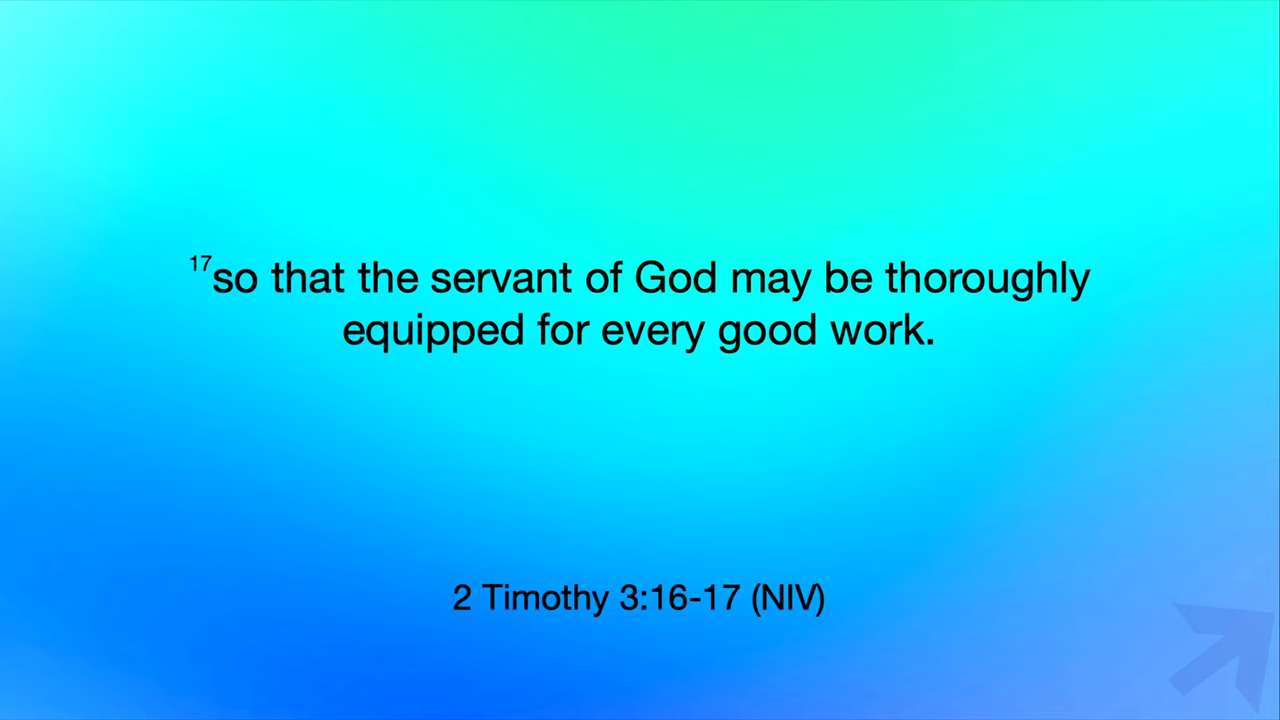 17so that the servant of God may be thoroughly
equipped for every good work.
2 Timothy 3:16-17 (NIV)